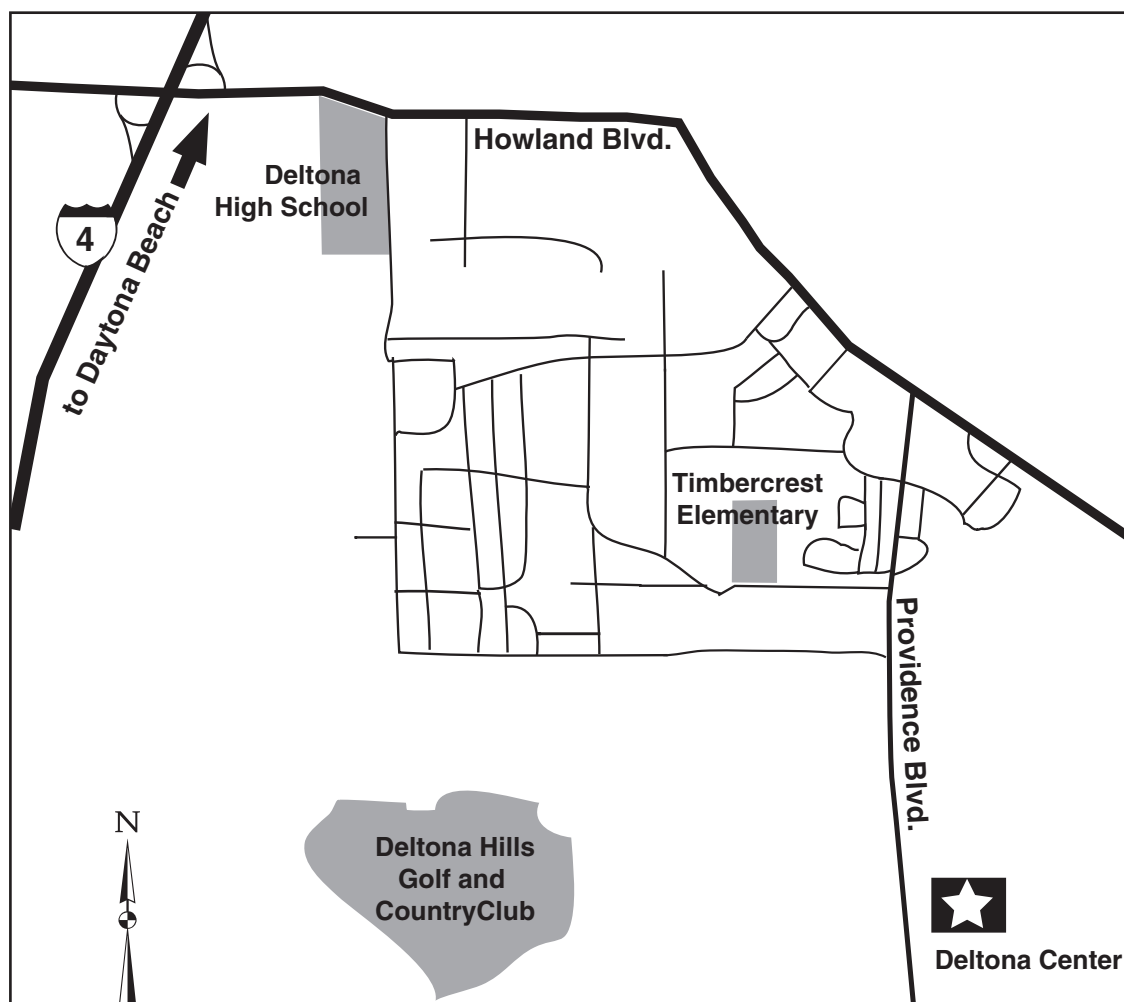 Howland Blvd.
Deltona
High School
4
to Daytona Beach
Timbercrest
Elementary
Providence Blvd.
N
Deltona Hills
Golf and
CountryClub
Deltona Center